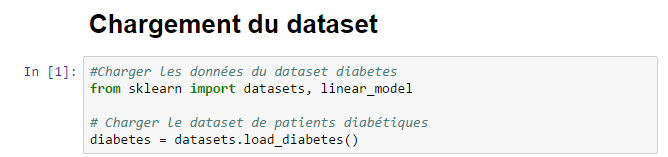 Chargement du dataset
In [1]: #Charger les données du dataset diabetes
from sklearn import datasets, linear_model
# Charger le dataset de patients diabétiques
diabetes = datasets.load_diabetes()